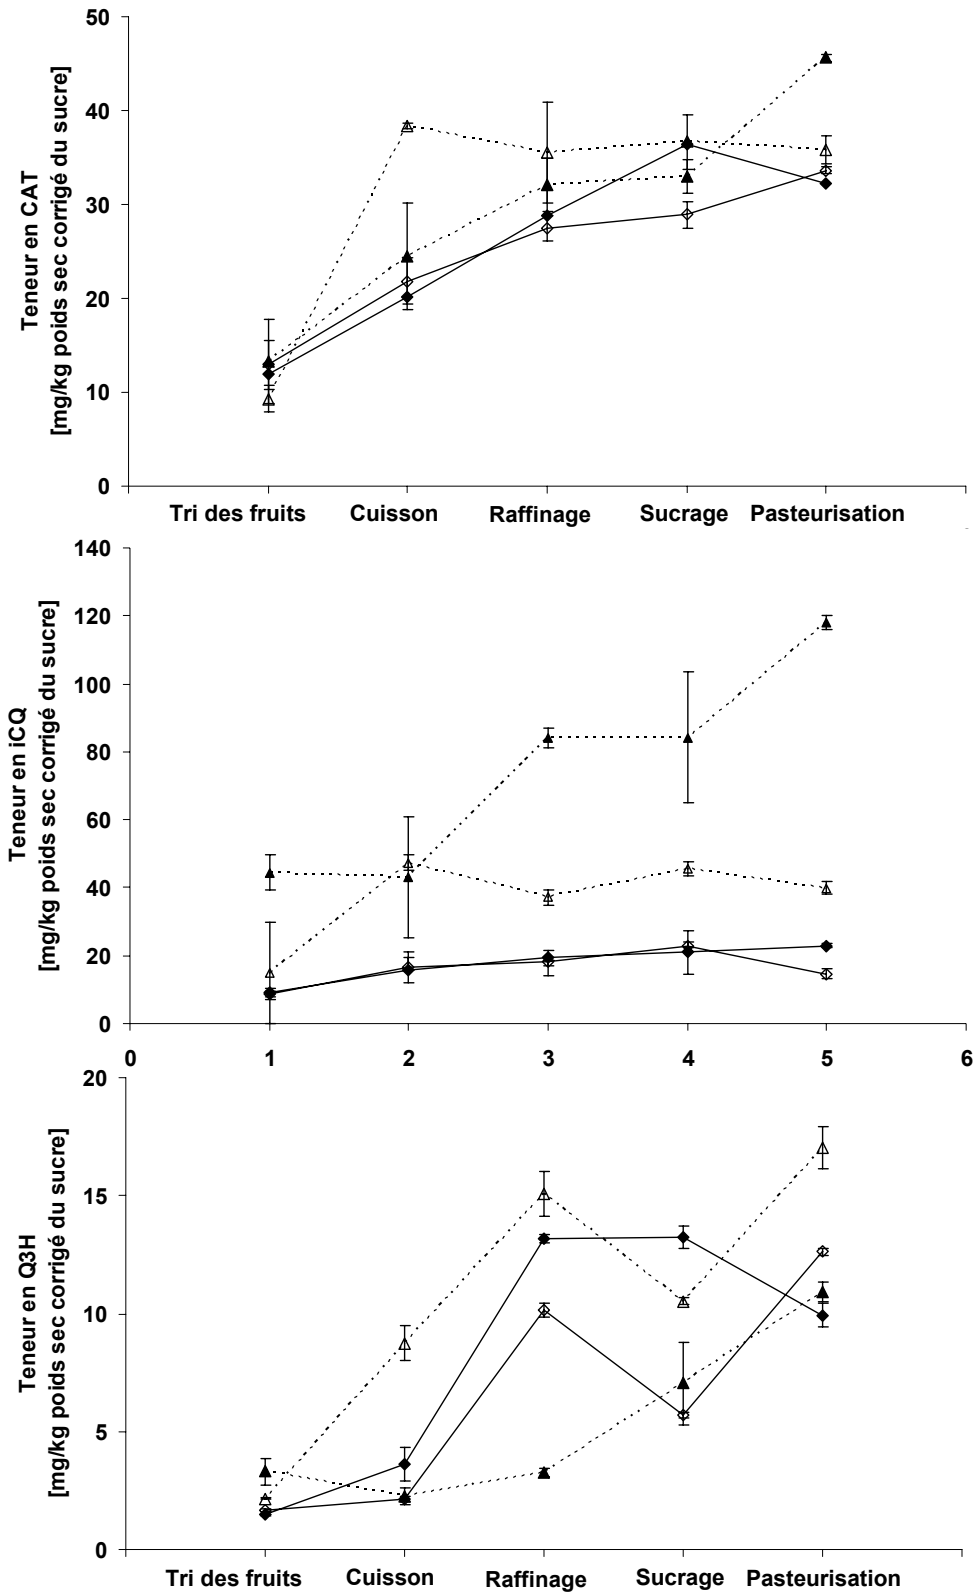 50
40
30
20
10
0
Teneur en CAT
[mg/kg poids sec corrigé du sucre]
Tri des fruits Cuisson Raffinage Sucrage Pasteurisation
140
120
100
80
60
40
20
0
Teneur en iCQ
[mg/kg poids sec corrigé du sucre]
0 1 2 3 4 5 6
20
15
10
5
0
Teneur en Q3H
[mg/kg poids sec corrigé du sucre]
Tri des fruits Cuisson Raffinage Sucrage Pasteurisation